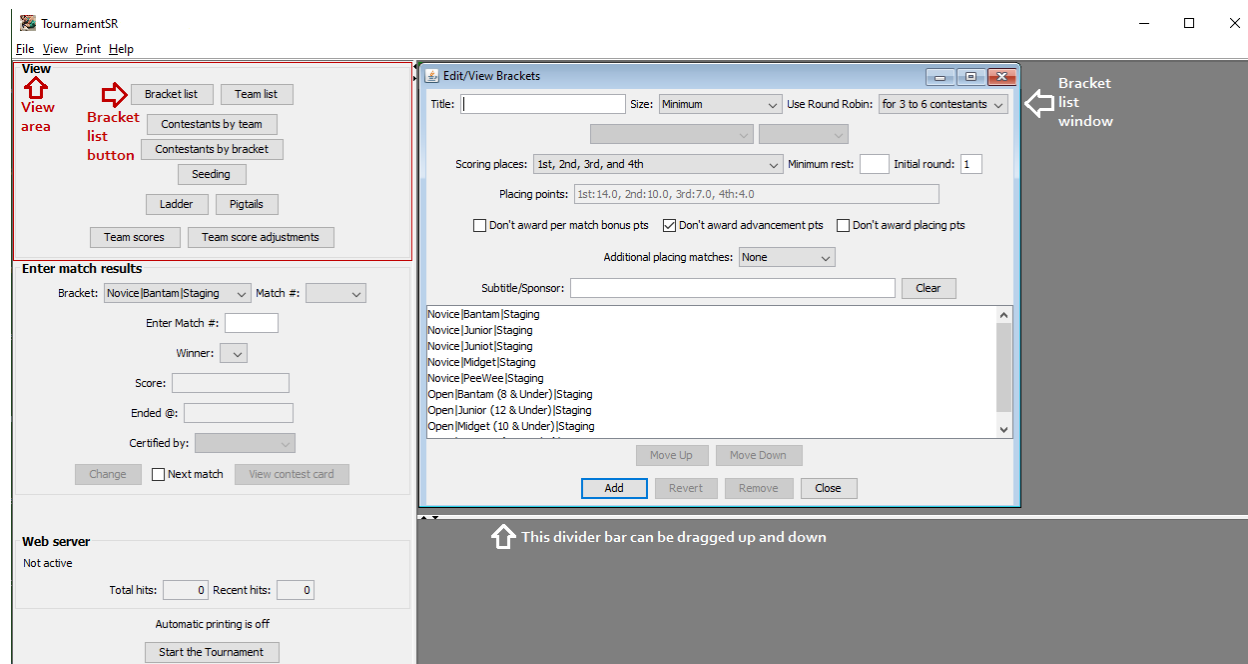 TournamentSR
File View Print Help
View
View
area
Bracket
list
button
Bracket list
Team list
Contestants by team
Contestants by bracket
Seeding
Ladder
Pigtails
Team scores
Team score adjustments
Enter match results
Bracket: Novice|Bantam|Staging Match #:
Enter Match #:
Winner:
Score:
Ended @:
Certified by:
Change Next match View contest card
Web server
Not active
Total hits: 0 Recent hits: 0
Automatic printing is off
Start the Tournament
Edit/View Brackets
Title: Size: Minimum Use Round Robin: for 3 to 6 contestants
Scoring places: 1st, 2nd, 3rd, and 4th Minimum rest: Initial round: 1
Placing points: 1st:14.0, 2nd:10.0, 3rd:7.0, 4th:4.0
Don't award per match bonus pts Don't award advancement pts Don't award placing pts
Additional placing matches: None
Subtitle/Sponsor: Clear
Novice|Bantam|Staging
Novice|Junior|Staging
Novice|Juniot|Staging
Novice|Midget|Staging
Novice|PeeWee|Staging
Open|Bantam (8 & Under)|Staging
Open|Junior (12 & Under)|Staging
Open|Midget (10 & Under)|Staging
Move Up Move Down
Add Revert Remove Close
Bracket
list
window
This divider bar can be dragged up and down